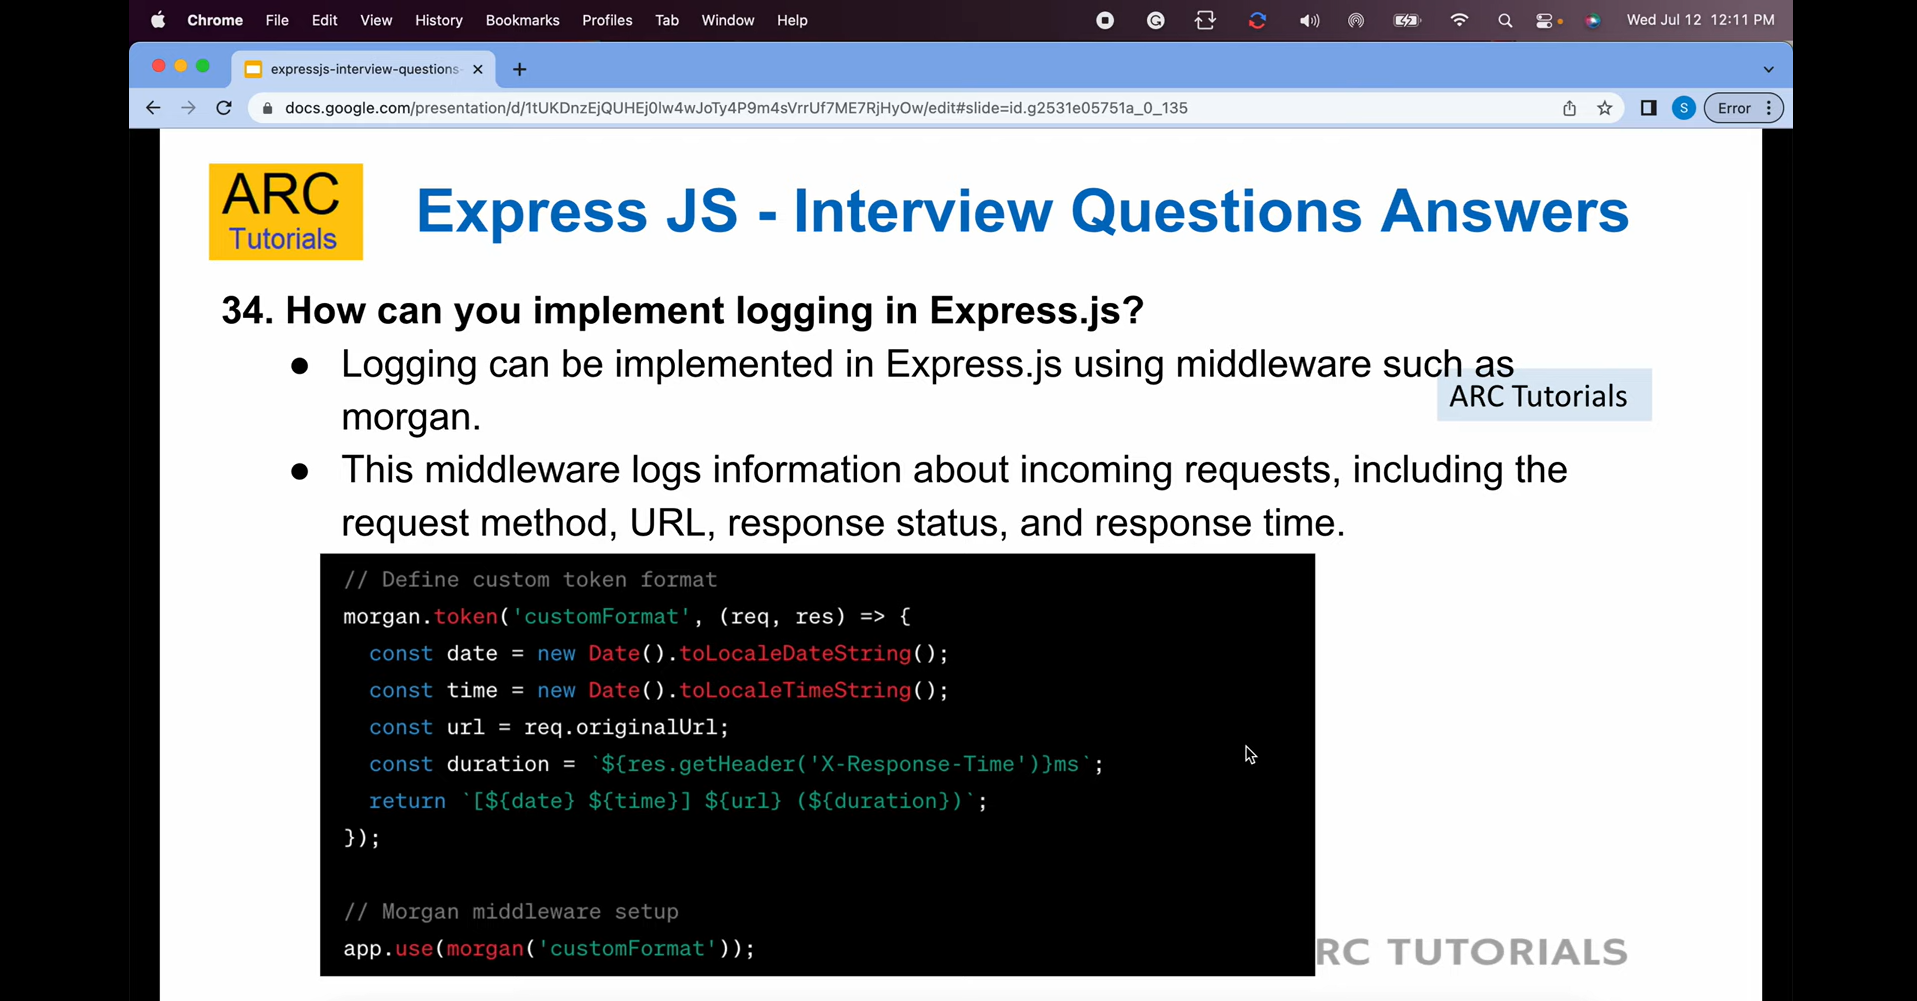 Chrome File Edit View History Bookmarks Profiles Tab Window Help Wed Jul 12 12:11 PM
expressjs-interview-questions-
docs.google.com/presentation/d/1tUKDnzEjQUHEj0lw4wJoTy4P9m4sVrrUf7ME7RjHyOw/edit#slide=id.g2531e05751a_0_135 S Error
ARC
Tutorials
Express JS - Interview Questions Answers
34. How can you implement logging in Express.js?
● Logging can be implemented in Express.js using middleware such as
morgan.
ARC Tutorials
● This middleware logs information about incoming requests, including the
request method, URL, response status, and response time.
// Define custom token format
morgan.token('customFormat', (req, res) => {
const date = new Date().toLocaleDateString();
const time = new Date().toLocaleTimeString();
const url = req.originalUrl;
const duration = `${res.getHeader('X-Response-Time')}ms`;
return `[${date} ${time}] ${url} (${duration})`;
});
// Morgan middleware setup
app.use(morgan('customFormat'));
RC TUTORIALS